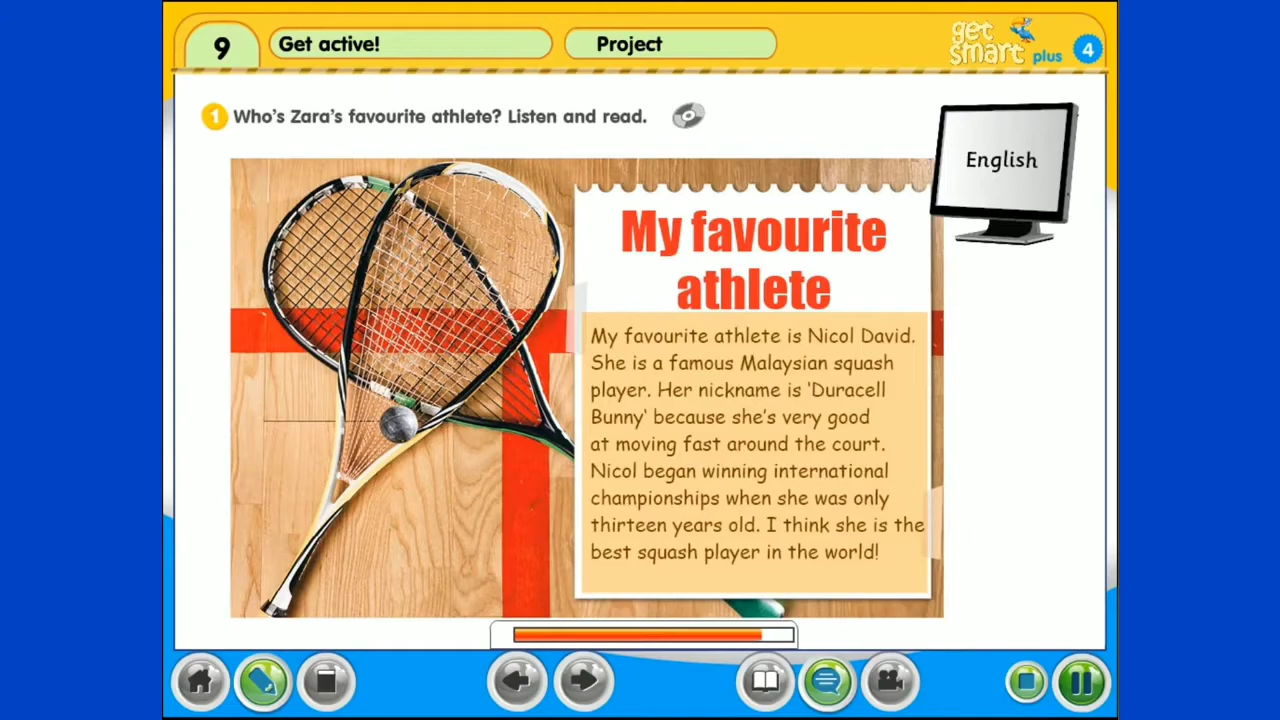 9
Get active!
Project
get
smart plus 4
1 Who's Zara's favourite athlete? Listen and read.
English
My favourite
athlete
My favourite athlete is Nicol David.
She is a famous Malaysian squash
player. Her nickname is 'Duracell
Bunny' because she's very good
at moving fast around the court.
Nicol began winning international
championships when she was only
thirteen years old. I think she is the
best squash player in the world!